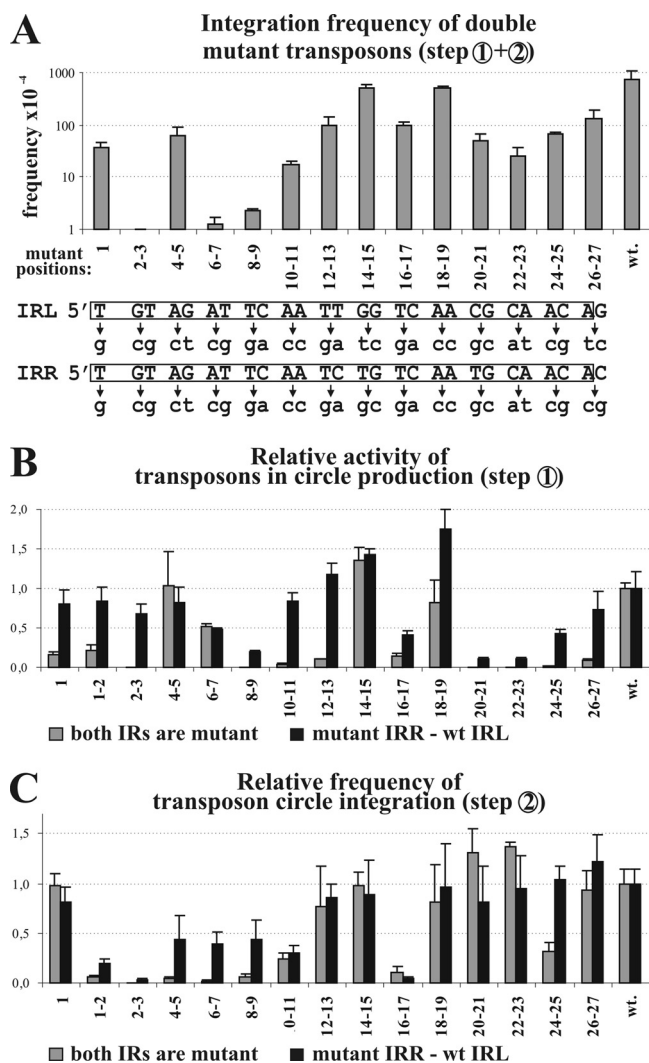 A
Integration frequency of double
mutant transposons (step ①+②)
frequency x10⁻⁴
1000
100
10
1
mutant
positions:
1 2-3 4-5 6-7 8-9 10-11 12-13 14-15 16-17 18-19 20-21 22-23 24-25 26-27 wt.
IRL 5’T GT AG AT TC AA TT GG TC AA CG CA AC AG
g cg ct cg ga cc ga tc ga cc gc at cg tc
IRR 5’T GT AG AT TC AA TC TG TC AA TG CA AC AC
g cg ct cg ga cc ga gc ga cc gc at cg cg
B
Relative activity of
transposons in circle production (step ①)
2,0
1,5
1,0
0,5
0,0
1 1-2 2-3 4-5 6-7 8-9 10-11 12-13 14-15 16-17 18-19 20-21 22-23 24-25 26-27 wt.
both IRs are mutant mutant IRR - wt IRL
C
Relative frequency of
transposon circle integration (step ②)
1,5
1,0
0,5
0,0
1 1-2 2-3 4-5 6-7 8-9 0-11 12-13 14-15 16-17 18-19 20-21 22-23 24-25 26-27 wt.
both IRs are mutant mutant IRR - wt IRL